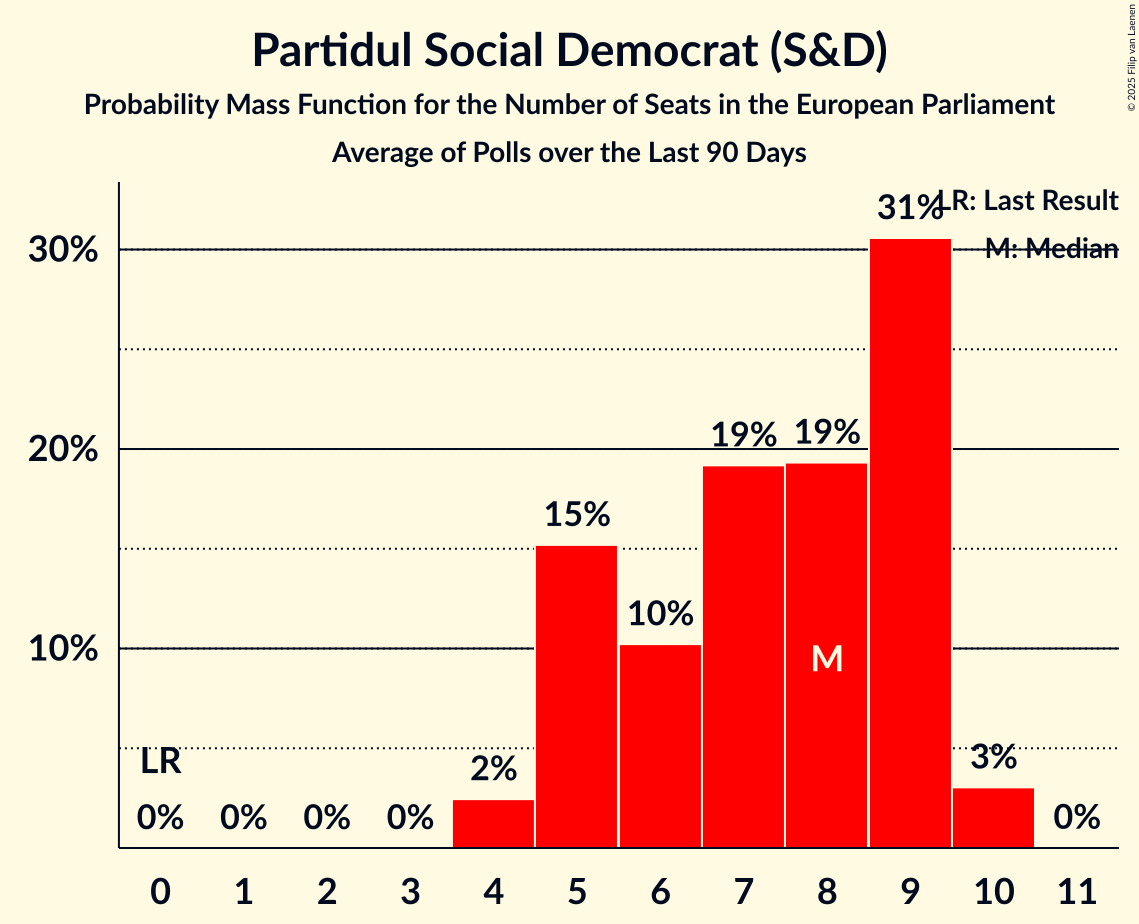 Partidul Social Democrat (S&D)
Probability Mass Function for the Number of Seats in the European Parliament
Average of Polls over the Last 90 Days
© 2025 Filip van Laenen
LR: Last Result
M: Median
31%
30%
19% 19%
20%
15%
10%
10%
M
LR
2%
3%
0% 0% 0% 0% 0%
0 1 2 3 4 5 6 7 8 9 10 11